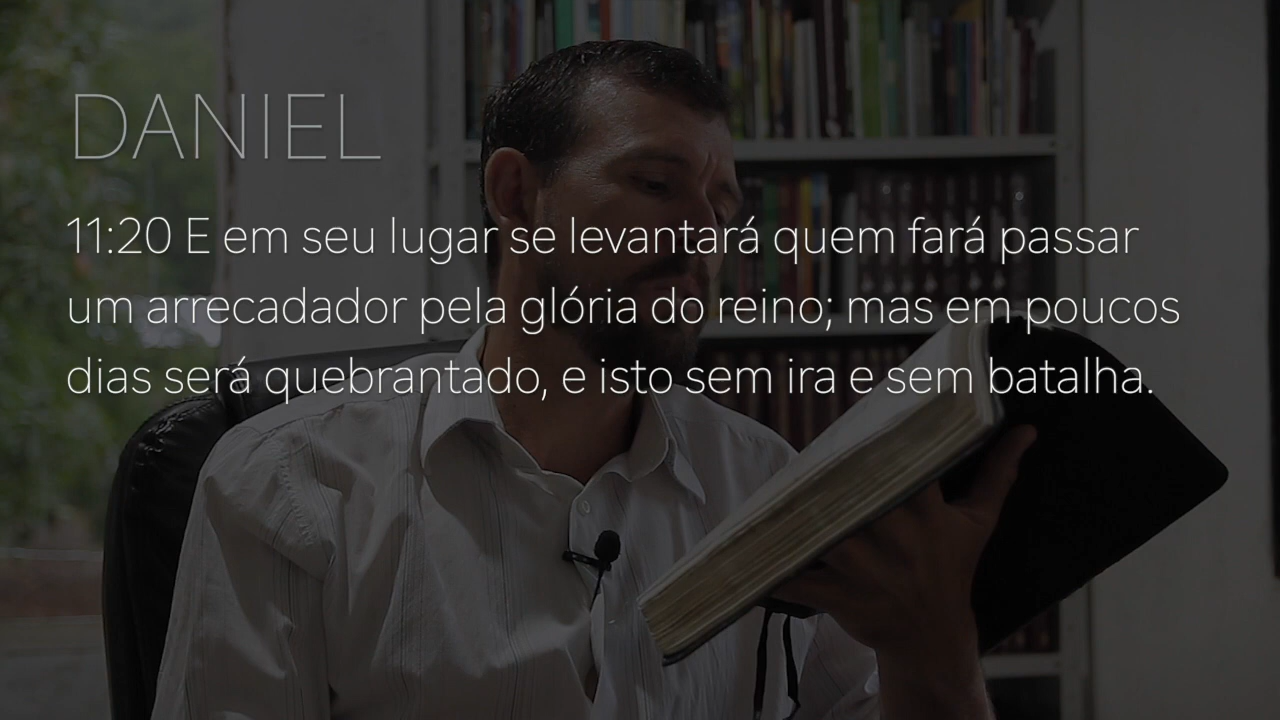 DANIEL
11:20 E em seu lugar se levantará quem fará passar
um arrecadador pela glória do reino; mas em poucos
dias será quebrantado, e isto sem ira e sem batalha.